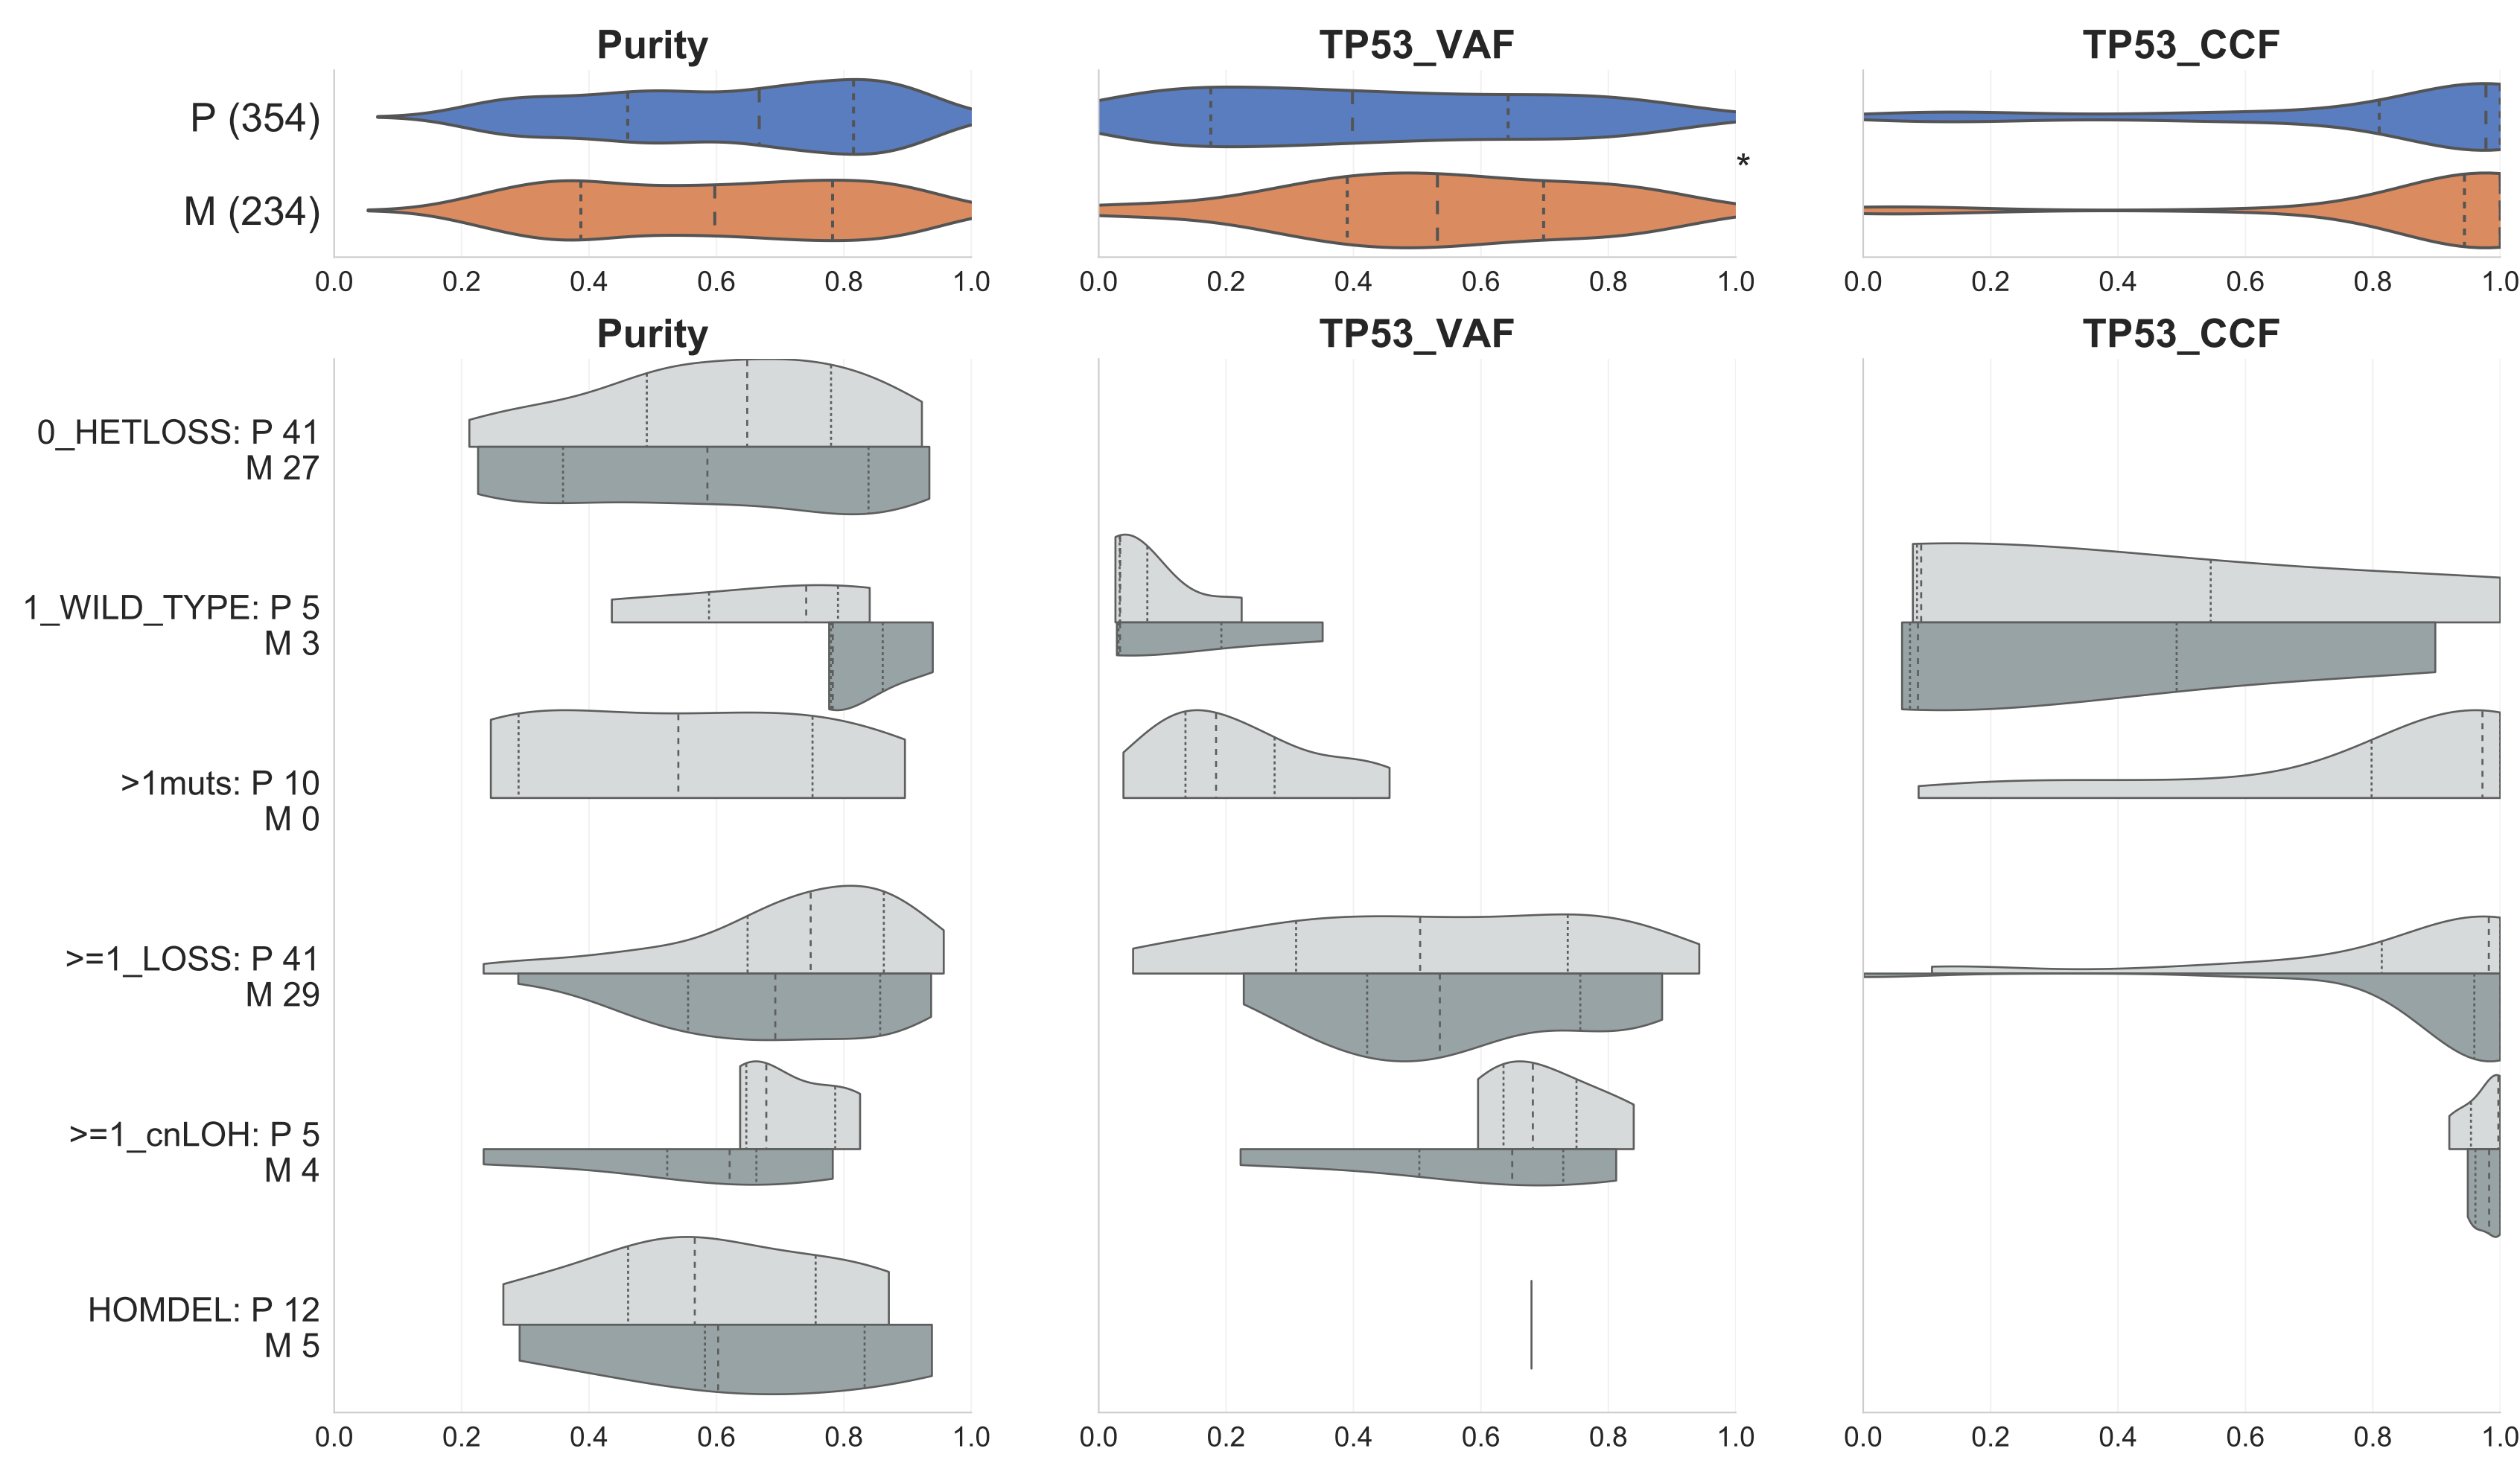 Purity
TP53_VAF
TP53_CCF
P (354)
M (234)
*
0.0 0.2 0.4 0.6 0.8 1.0
0.0 0.2 0.4 0.6 0.8 1.0
0.0 0.2 0.4 0.6 0.8 1.0
Purity
TP53_VAF
TP53_CCF
0_HETLOSS: P 41
M 27
1_WILD_TYPE: P 5
M 3
>1muts: P 10
M 0
>=1_LOSS: P 41
M 29
>=1_cnLOH: P 5
M 4
HOMDEL: P 12
M 5
0.0 0.2 0.4 0.6 0.8 1.0
0.0 0.2 0.4 0.6 0.8 1.0
0.0 0.2 0.4 0.6 0.8 1.0